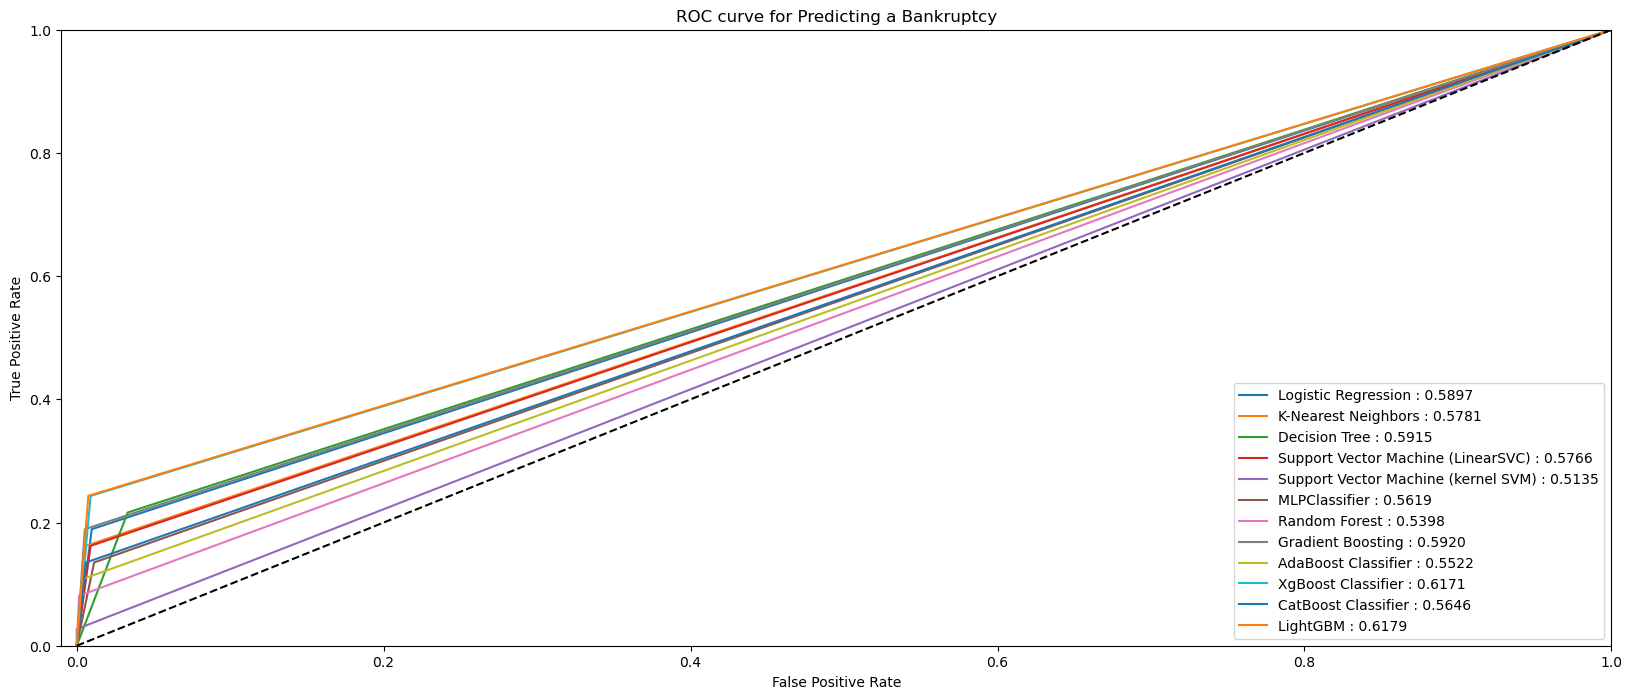 ROC curve for Predicting a Bankruptcy
1.0
0.8
0.6
0.4
0.2
0.0
True Positive Rate
0.0
0.2
0.4
0.6
0.8
1.0
False Positive Rate
Logistic Regression : 0.5897
K-Nearest Neighbors : 0.5781
Decision Tree : 0.5915
Support Vector Machine (LinearSVC) : 0.5766
Support Vector Machine (kernel SVM) : 0.5135
MLPClassifier : 0.5619
Random Forest : 0.5398
Gradient Boosting : 0.5920
AdaBoost Classifier : 0.5522
XgBoost Classifier : 0.6171
CatBoost Classifier : 0.5646
LightGBM : 0.6179